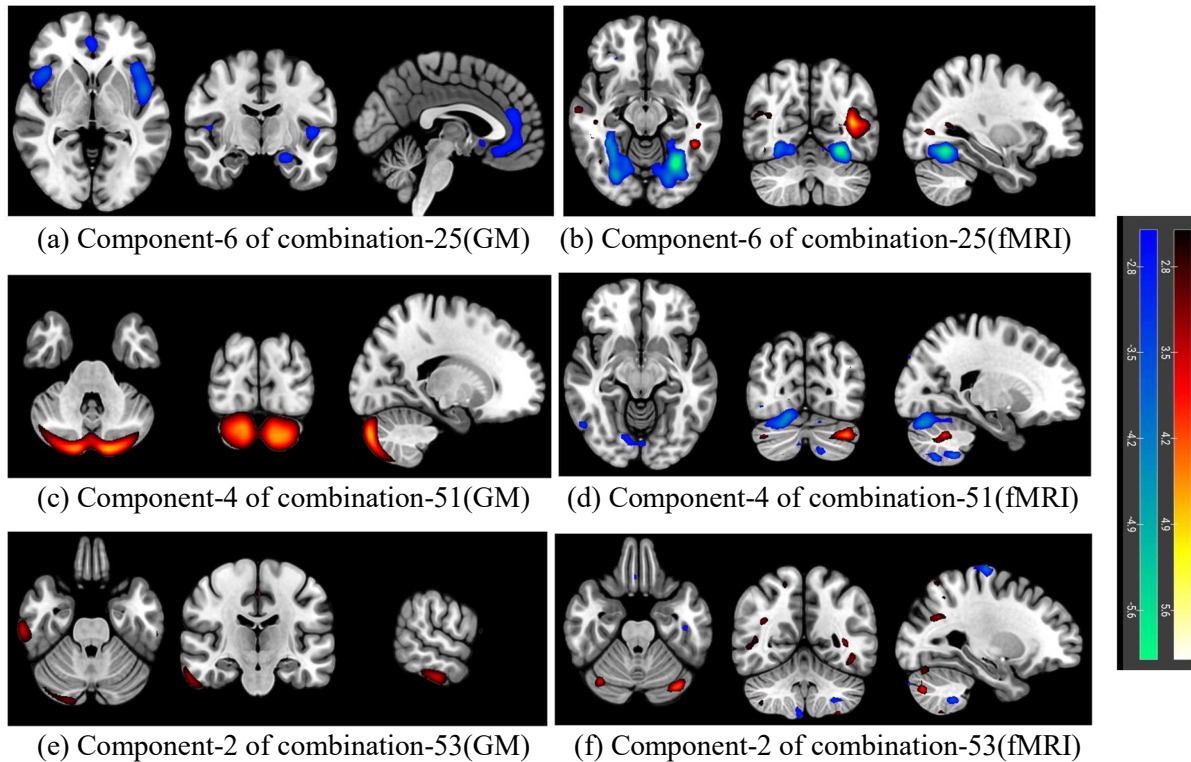 (a) Component-6 of combination-25(GM)
(b) Component-6 of combination-25(fMRI)
(c) Component-4 of combination-51(GM)
(d) Component-4 of combination-51(fMRI)
(e) Component-2 of combination-53(GM)
(f) Component-2 of combination-53(fMRI)
-2.8 2.8
-3.5 3.5
-4.2 4.2
-4.9 4.9
-5.6 5.6